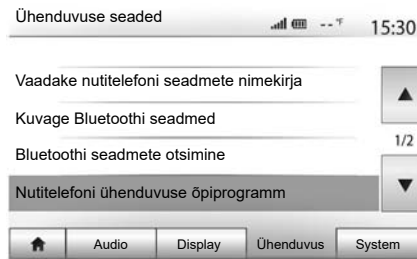 Ühenduvuse seaded
-- °F
15:30
Vaadake nutitelefoni seadmete nimekirja
Kuvage Bluetoothi seadmed
1/2
Bluetoothi seadmete otsimine
Nutitelefoni ühenduvuse õpiprogramm
Audio
Display
Ühenduvus
System